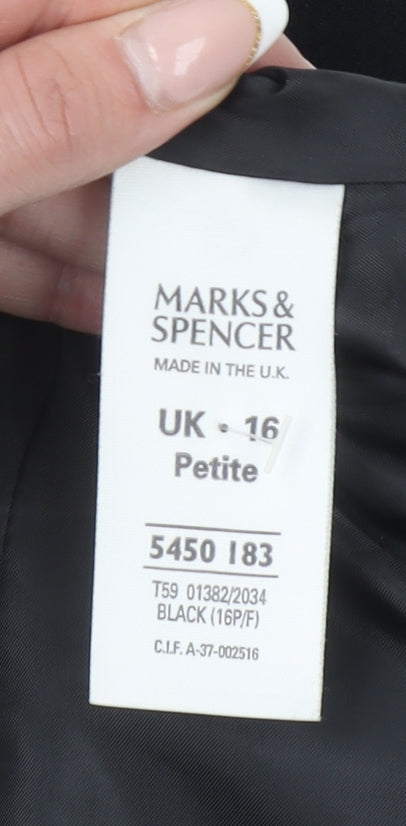 MARKS &
SPENCER
MADE IN THE U.K.
UK 16
Petite
5450 183
T59 01382/2034
BLACK (16P/F)
C.I.F. A-37-002516